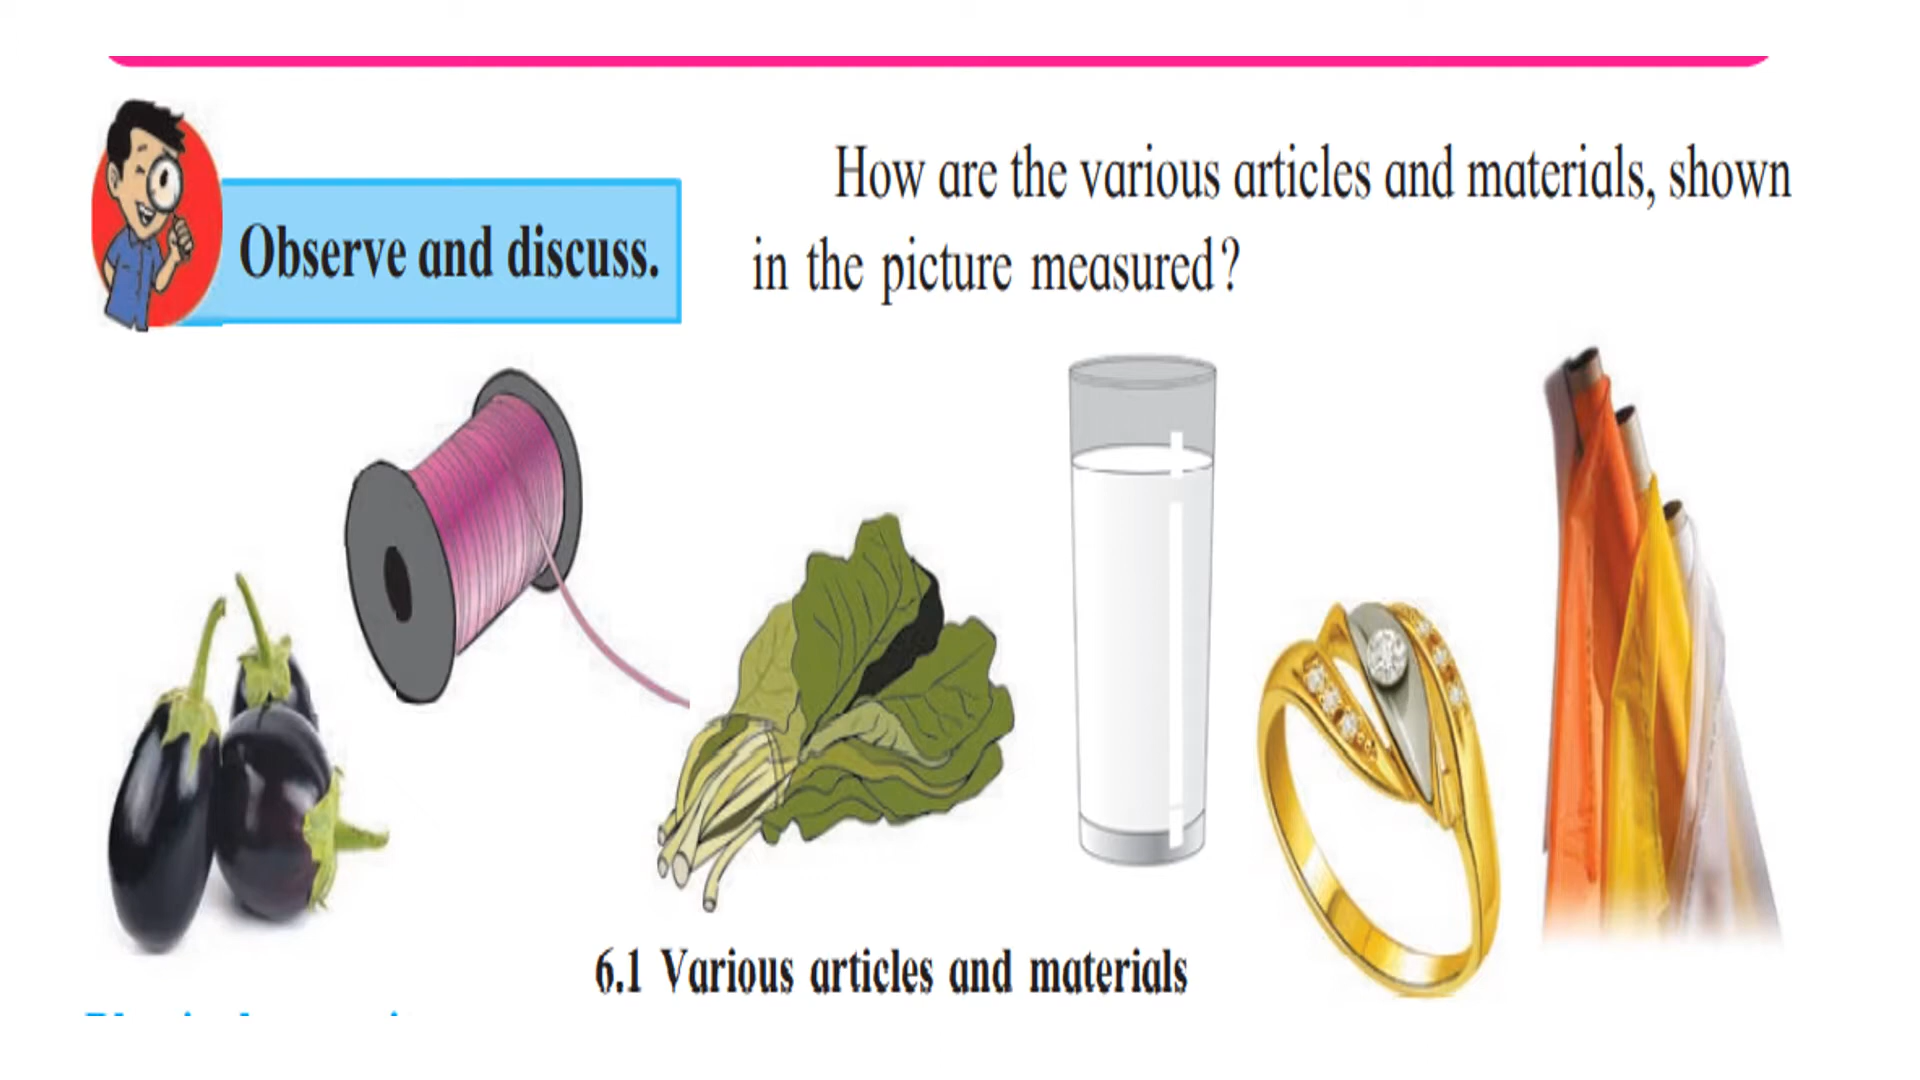 Observe and discuss.
How are the various articles and materials, shown
in the picture measured?
6.1 Various articles and materials